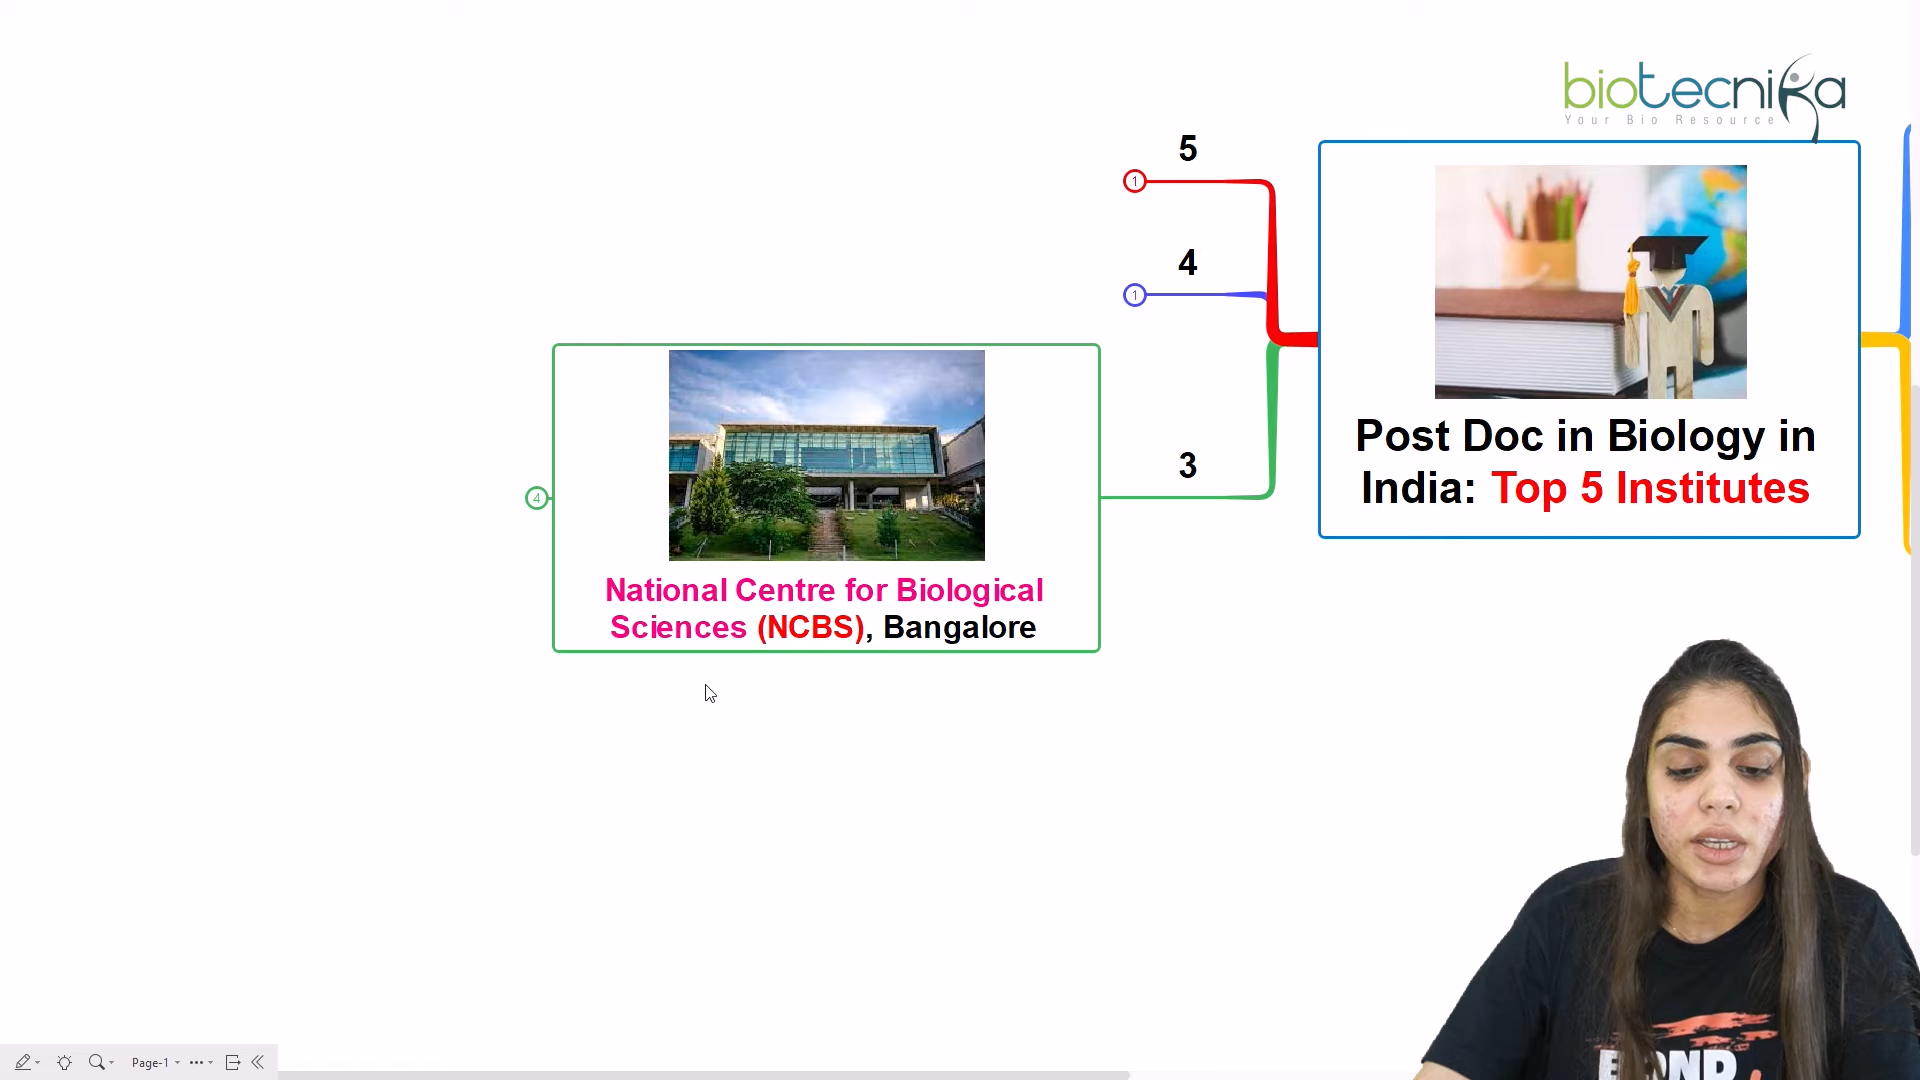 biotecnika
Your Bio Resource
5
1
4
1
3
4
Post Doc in Biology in
India: Top 5 Institutes
National Centre for Biological
Sciences (NCBS), Bangalore
Page-1